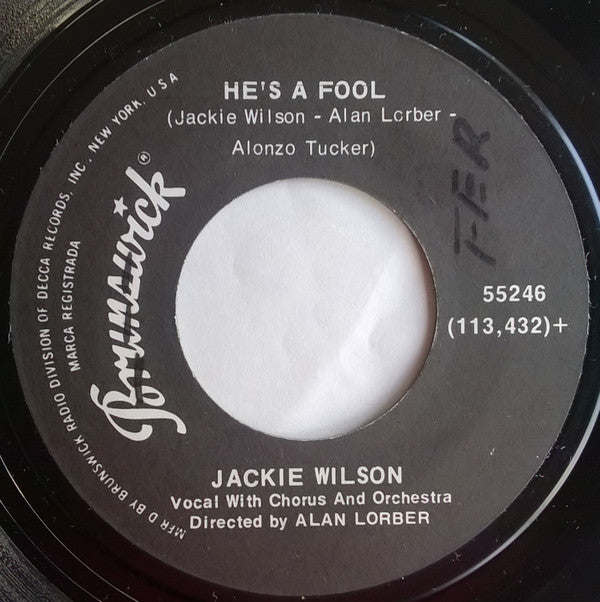 HE'S A FOOL
(Jackie Wilson - Alan Lorber -
Alonzo Tucker)
Brunswick®
MFR D BY BRUNSWICK RADIO DIVISION OF DECCA RECORDS, INC, NEW YORK, U S A
MARCA REGISTRADA
FER
55246
(113,432)+
JACKIE WILSON
Vocal With Chorus And Orchestra
Directed by ALAN LORBER